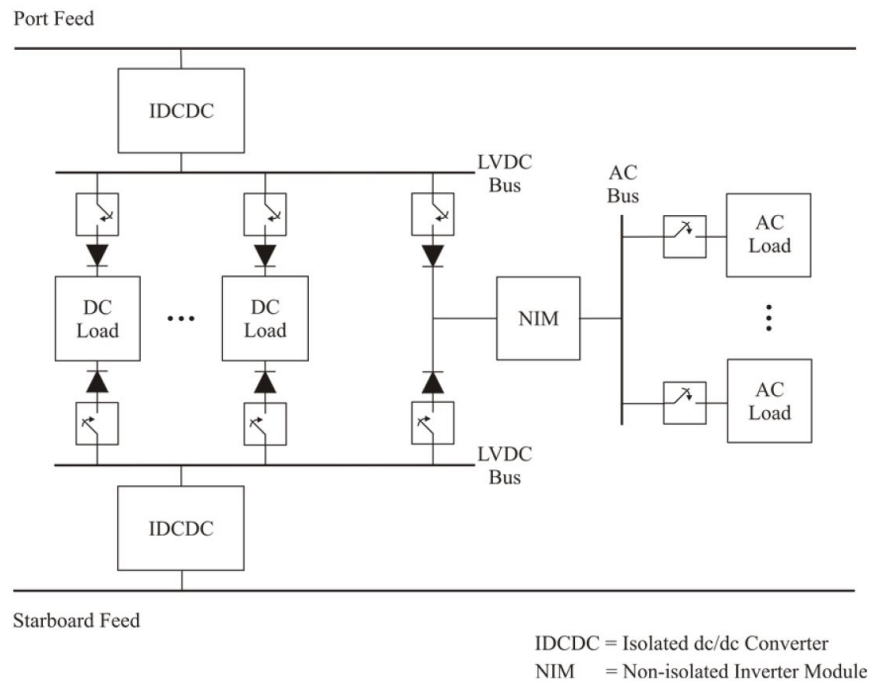 Port Feed
IDCDC
LVDC
Bus
AC
Bus
AC
Load
DC
Load
...
DC
Load
NIM
AC
Load
LVDC
Bus
IDCDC
Starboard Feed
IDCDC = Isolated dc/dc Converter
NIM = Non-isolated Inverter Module